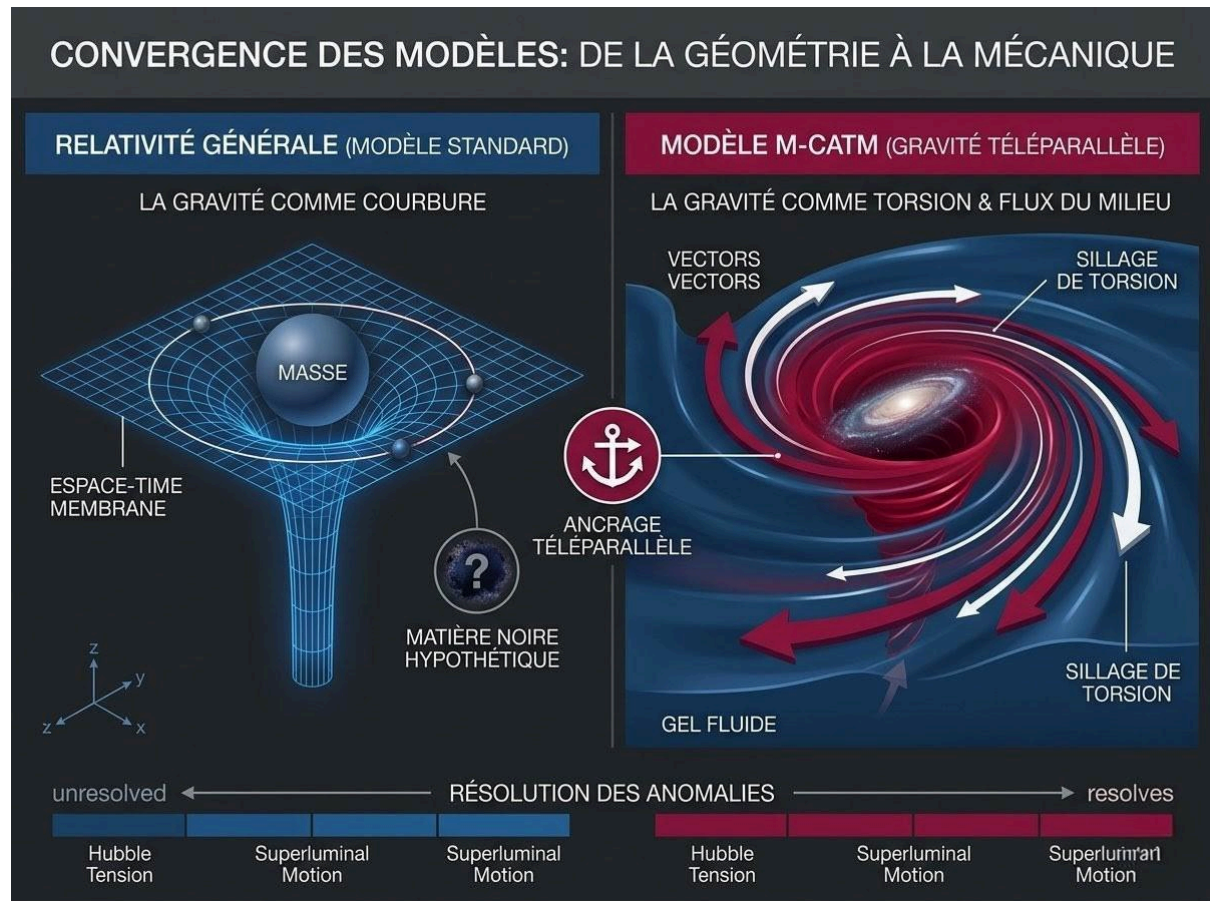 CONVERGENCE DES MODÈLES: DE LA GÉOMÉTRIE À LA MÉCANIQUE
RELATIVITÉ GÉNÉRALE (MODÈLE STANDARD)
LA GRAVITÉ COMME COURBURE
MASSE
ESPACE-TIME
MEMBRANE
?
MATIÈRE NOIRE
HYPOTHÉTIQUE
z
y
z
x
MODÈLE M-CATM (GRAVITÉ TÉLÉPARALLÈLE)
LA GRAVITÉ COMME TORSION & FLUX DU MILIEU
VECTORS
VECTORS
SILLAGE
DE TORSION
ANCRAGE
TÉLÉPARALLÈLE
SILLAGE DE
TORSION
GEL FLUIDE
unresolved
RÉSOLUTION DES ANOMALIES
resolves
Hubble
Tension
Superluminal
Motion
Superluminal
Motion
Hubble
Tension
Superluminal
Motion
Motion